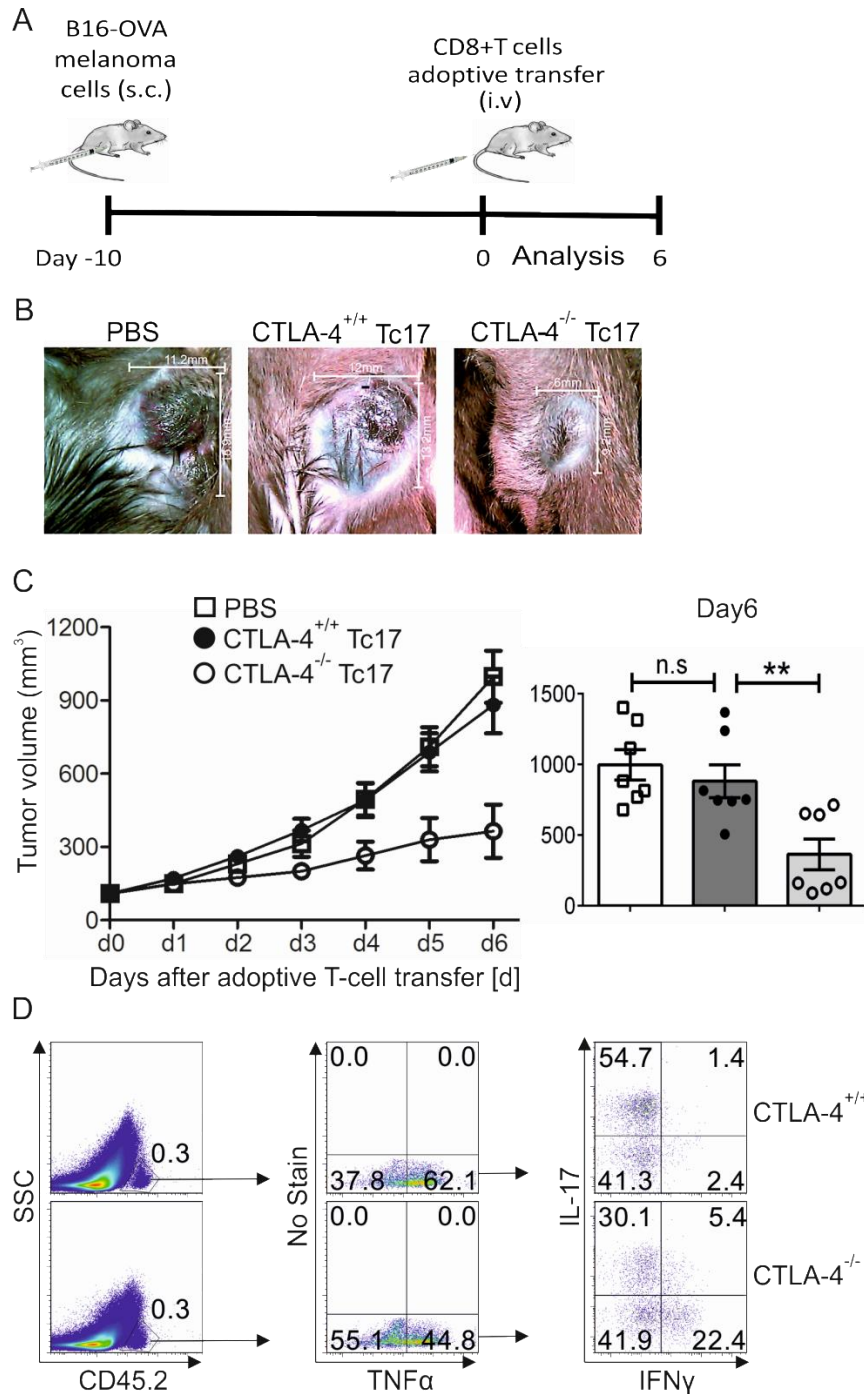 A
B16-OVA
melanoma
cells (s.c.)
CD8+T cells
adoptive transfer
(i.v)
Day -10
0
Analysis
6
B
PBS
CTLA-4+/+ Tc17
CTLA-4-/- Tc17
11.2mm
12mm
13.2mm
6mm
C
PBS
CTLA-4+/+ Tc17
CTLA-4-/- Tc17
Tumor volume (mm3)
1200
900
600
300
0
d0 d1 d2 d3 d4 d5 d6
Days after adoptive T-cell transfer [d]
Day6
n.s
**
1500
1000
500
0
D
SSC
0.3
0.3
CD45.2
No Stain
0.0 0.0
37.8 62.1
0.0 0.0
55.1 44.8
TNFα
IL-17
54.7 1.4
41.3 2.4
CTLA-4+/+
30.1 5.4
41.9 22.4
CTLA-4-/-
IFNγ